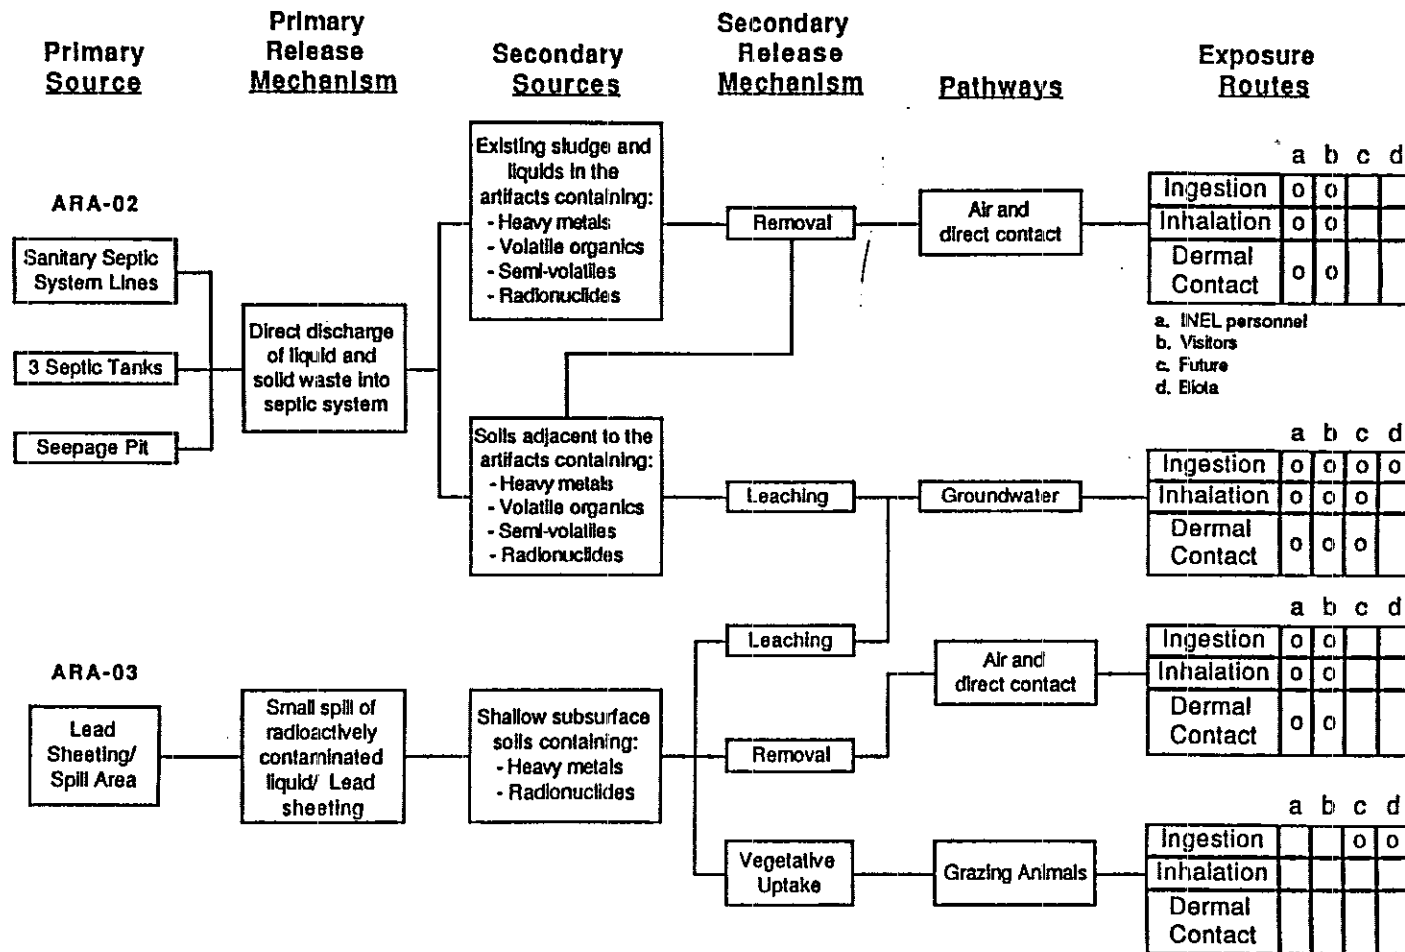 Primary
Source
Primary
Release
Mechanism
Secondary
Sources
Secondary
Release
Mechanism
Pathways
Exposure
Routes
ARA-02
Sanitary Septic
System Lines
3 Septic Tanks
Seepage Pit
Direct discharge
of liquid and
solid waste into
septic system
Existing sludge and
liquids in the
artifacts containing:
- Heavy metals
- Volatile organics
- Semi-volatiles
- Radionuclides
Removal
Air and
direct contact
a b c d
Ingestion o o
Inhalation o o
Dermal
Contact o o
a. INEL personnel
b. Visitors
c. Future
d. Biota
Soils adjacent to the
artifacts containing:
- Heavy metals
- Volatile organics
- Semi-volatiles
- Radionuclides
Leaching
Groundwater
a b c d
Ingestion o o o o
Inhalation o o o
Dermal
Contact o o o
ARA-03
Lead
Sheeting/
Spill Area
Small spill of
radioactively
contaminated
liquid/ Lead
sheeting
Shallow subsurface
soils containing:
- Heavy metals
- Radionuclides
Leaching
Removal
Air and
direct contact
a b c d
Ingestion o o
Inhalation o o
Dermal
Contact o o
Vegetative
Uptake
Grazing Animals
a b c d
Ingestion o o
Inhalation
Dermal
Contact